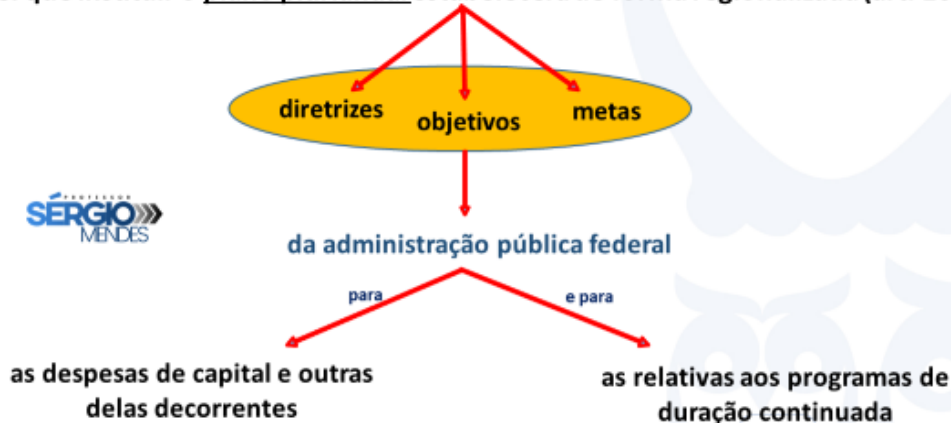 diretrizes
objetivos
metas
PROFESSOR
SÉRGIO
MENDES
da administração pública federal
para
e para
as despesas de capital e outras
delas decorrentes
as relativas aos programas de
duração continuada